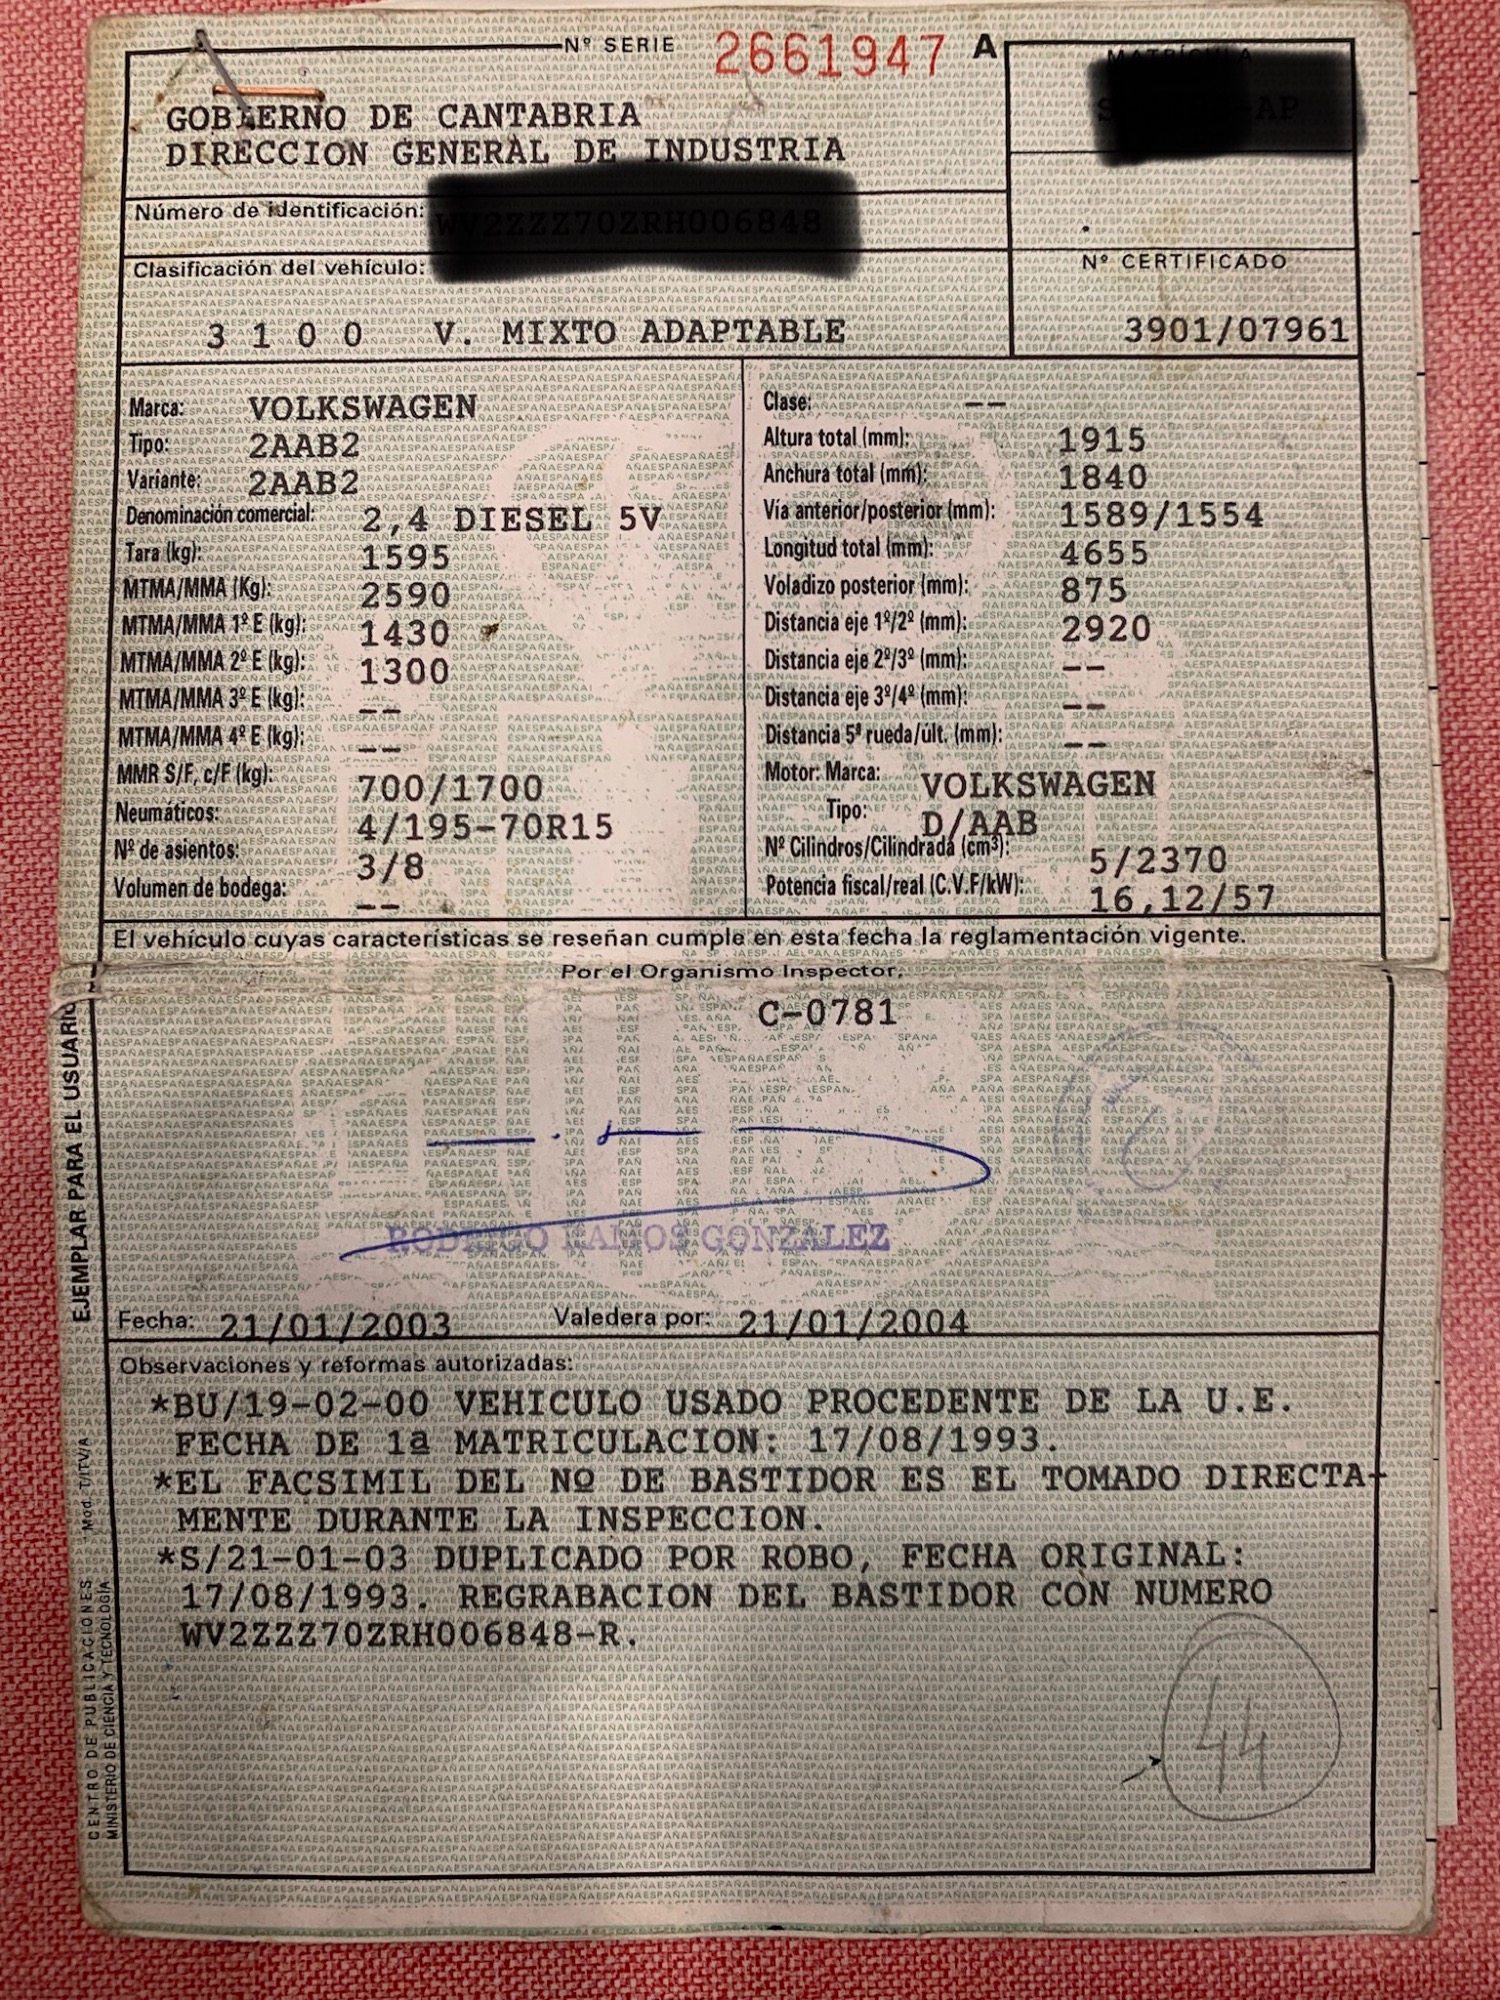 Nº SERIE 2661947 A
MATRÍCULA
GOBIERNO DE CANTABRIA
DIRECCION GENERAL DE INDUSTRIA
Número de identificación:
Clasificación del vehículo:
Nº CERTIFICADO
3 1 0 0 V. MIXTO ADAPTABLE
3901/07961
Marca: VOLKSWAGEN
Tipo: 2AAB2
Variante: 2AAB2
Denominación comercial: 2,4 DIESEL 5V
Tara (kg): 1595
MTMA/MMA (Kg): 2590
MTMA/MMA 1º E (kg): 1430
MTMA/MMA 2º E (kg): 1300
MTMA/MMA 3º E (kg): --
MTMA/MMA 4º E (kg): --
MMR S/F, c/F (kg): 700/1700
Neumáticos: 4/195-70R15
Nº de asientos: 3/8
Volumen de bodega: --
Clase: --
Altura total (mm): 1915
Anchura total (mm): 1840
Vía anterior/posterior (mm): 1589/1554
Longitud total (mm): 4655
Voladizo posterior (mm): 875
Distancia eje 1º/2º (mm): 2920
Distancia eje 2º/3º (mm): --
Distancia eje 3º/4º (mm): --
Distancia 5ª rueda/últ. (mm): --
Motor: Marca: VOLKSWAGEN
Tipo: D/AAB
Nº Cilindros/Cilindrada (cm³): 5/2370
Potencia fiscal/real (C.V.F/kW): 16,12/57
El vehículo cuyas características se reseñan cumple en esta fecha la reglamentación vigente.
Por el Organismo Inspector,
C-0781
RODRIGO RAMOS GONZALEZ
Fecha: 21/01/2003 Valedera por: 21/01/2004
Observaciones y reformas autorizadas:
*BU/19-02-00 VEHICULO USADO PROCEDENTE DE LA U.E.
FECHA DE 1ª MATRICULACION: 17/08/1993.
*EL FACSIMIL DEL Nº DE BASTIDOR ES EL TOMADO DIRECTA-
MENTE DURANTE LA INSPECCION.
*S/21-01-03 DUPLICADO POR ROBO, FECHA ORIGINAL:
17/08/1993. REGRABACION DEL BASTIDOR CON NUMERO
WV2ZZZ70ZRH006848-R.
44
EJEMPLAR PARA EL USUARIO
Mod. T/ITV/A
CENTRO DE PUBLICACIONES
MINISTERIO DE CIENCIA Y TECNOLOGÍA